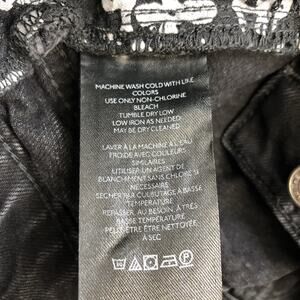 MACHINE WASH COLD WITH LIKE
COLORS
USE ONLY NON-CHLORINE
BLEACH
TUMBLE DRY LOW
LOW IRON AS NEEDED
MAY BE DRY CLEANED
LAVER À LA MACHINE À L'EAU
FROIDE AVEC COULEURS
SIMILAIRES
UTILISER UN AGENT DE
BLANCHIMENT SANS CHLORE SI
NÉCESSAIRE
SÉCHER PAR CULBUTAGE À BASSE
TEMPÉRATURE
REPASSER, AU BESOIN, À TRÈS
BASSE TEMPÉRATURE
PEUT-ÊTRE ÊTRE NETTOYÉE
À SEC